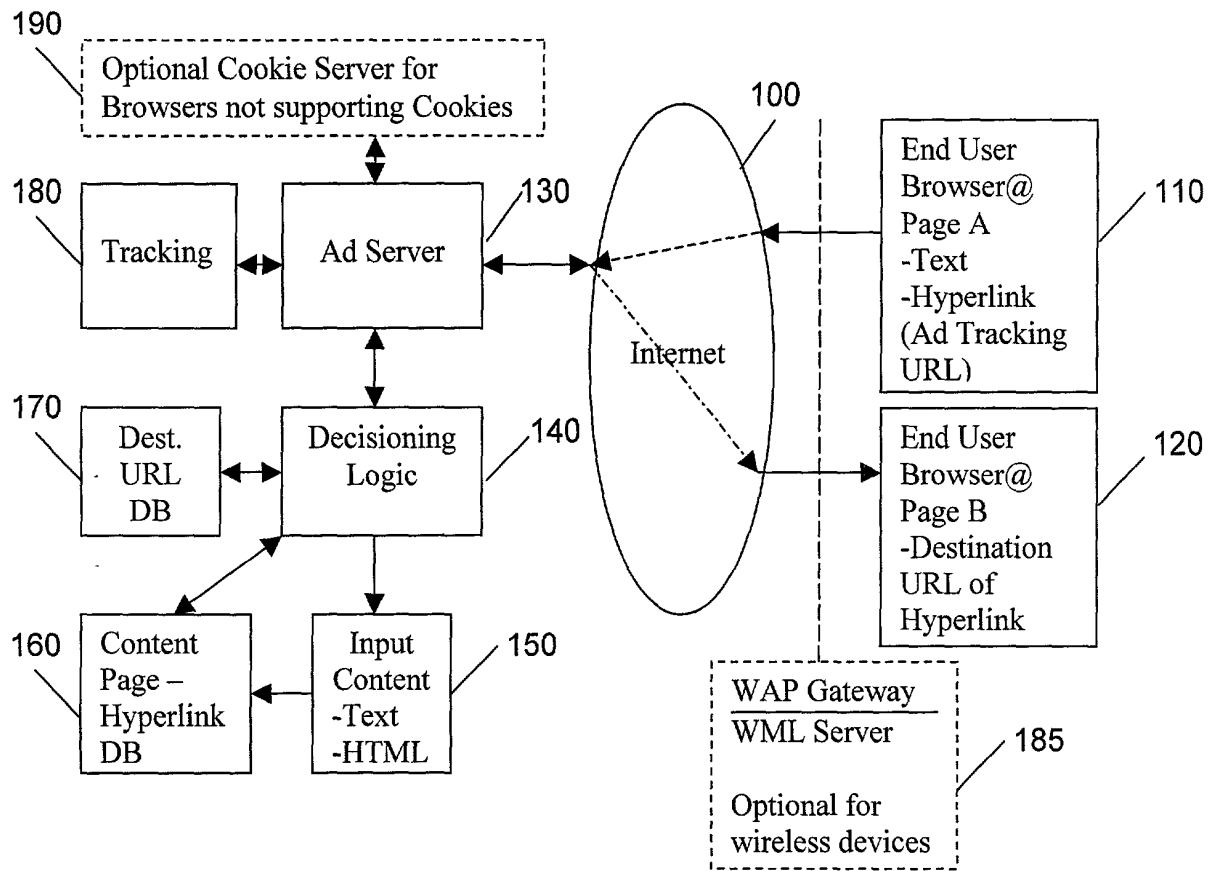 190
Optional Cookie Server for
Browsers not supporting Cookies
180
Tracking
Ad Server
130
100
Internet
End User
Browser@
Page A
-Text
-Hyperlink
(Ad Tracking
URL)
110
170
Dest.
URL
DB
Decisioning
Logic
140
End User
Browser@
Page B
-Destination
URL of
Hyperlink
120
160
Content
Page –
Hyperlink
DB
Input
Content
-Text
-HTML
150
WAP Gateway
WML Server
Optional for
wireless devices
185